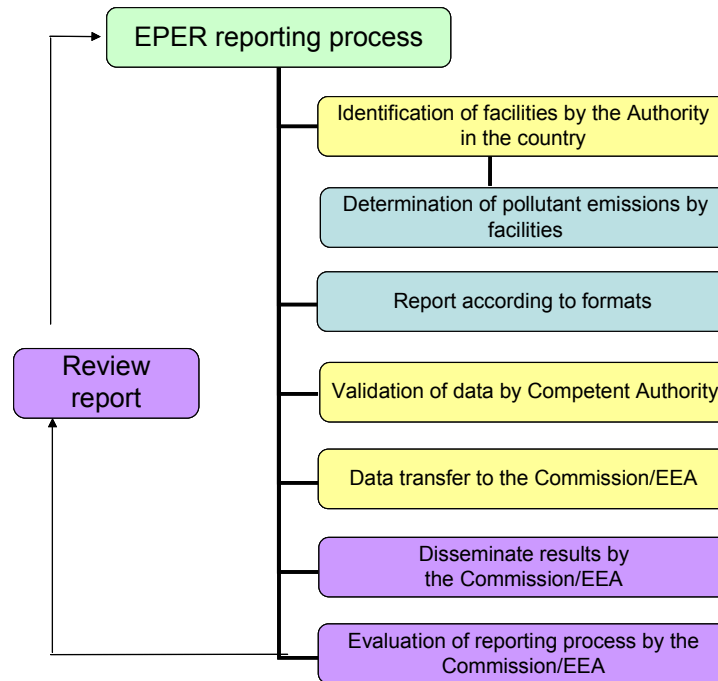 EPER reporting process
Identification of facilities by the Authority
in the country
Determination of pollutant emissions by
facilities
Report according to formats
Review
report
Validation of data by Competent Authority
Data transfer to the Commission/EEA
Disseminate results by
the Commission/EEA
Evaluation of reporting process by the
Commission/EEA